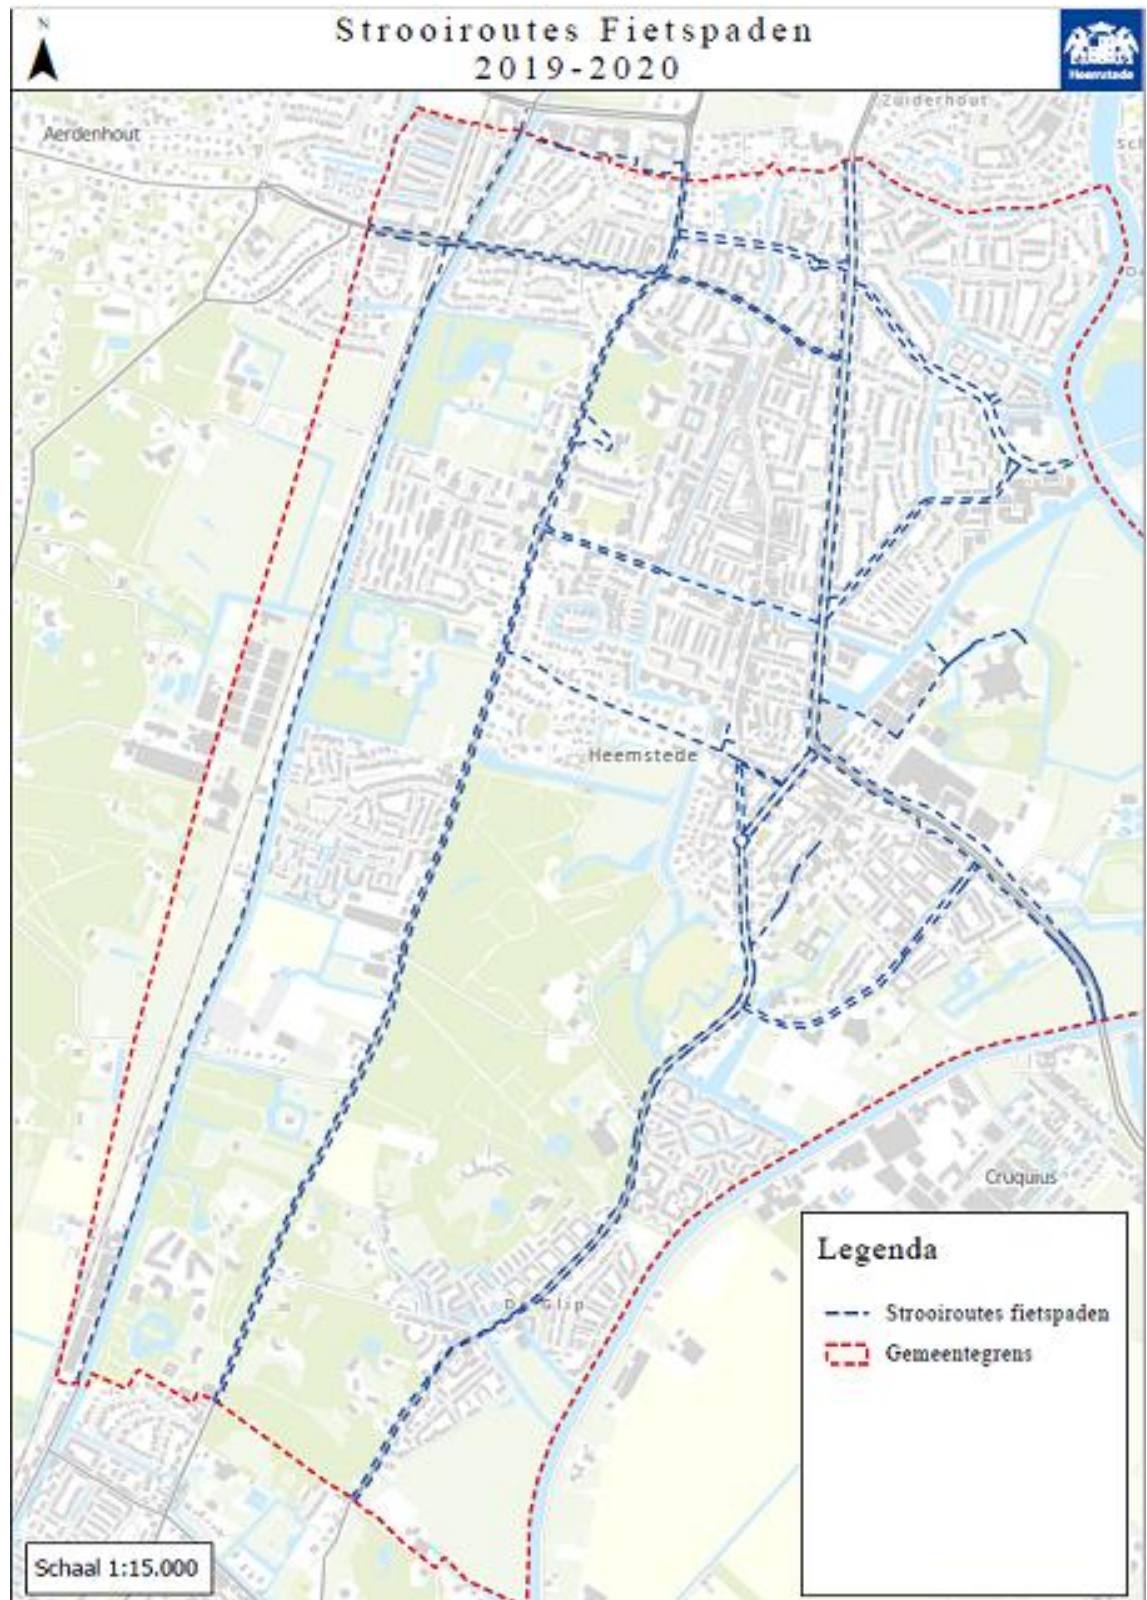 N
Strooiroutes Fietspaden
2019-2020
Heemstede
Zuiderhout
Aerdenhout
Heemstede
Cruquius
Legenda
Strooiroutes fietspaden
Gemeentegrens
Schaal 1:15.000